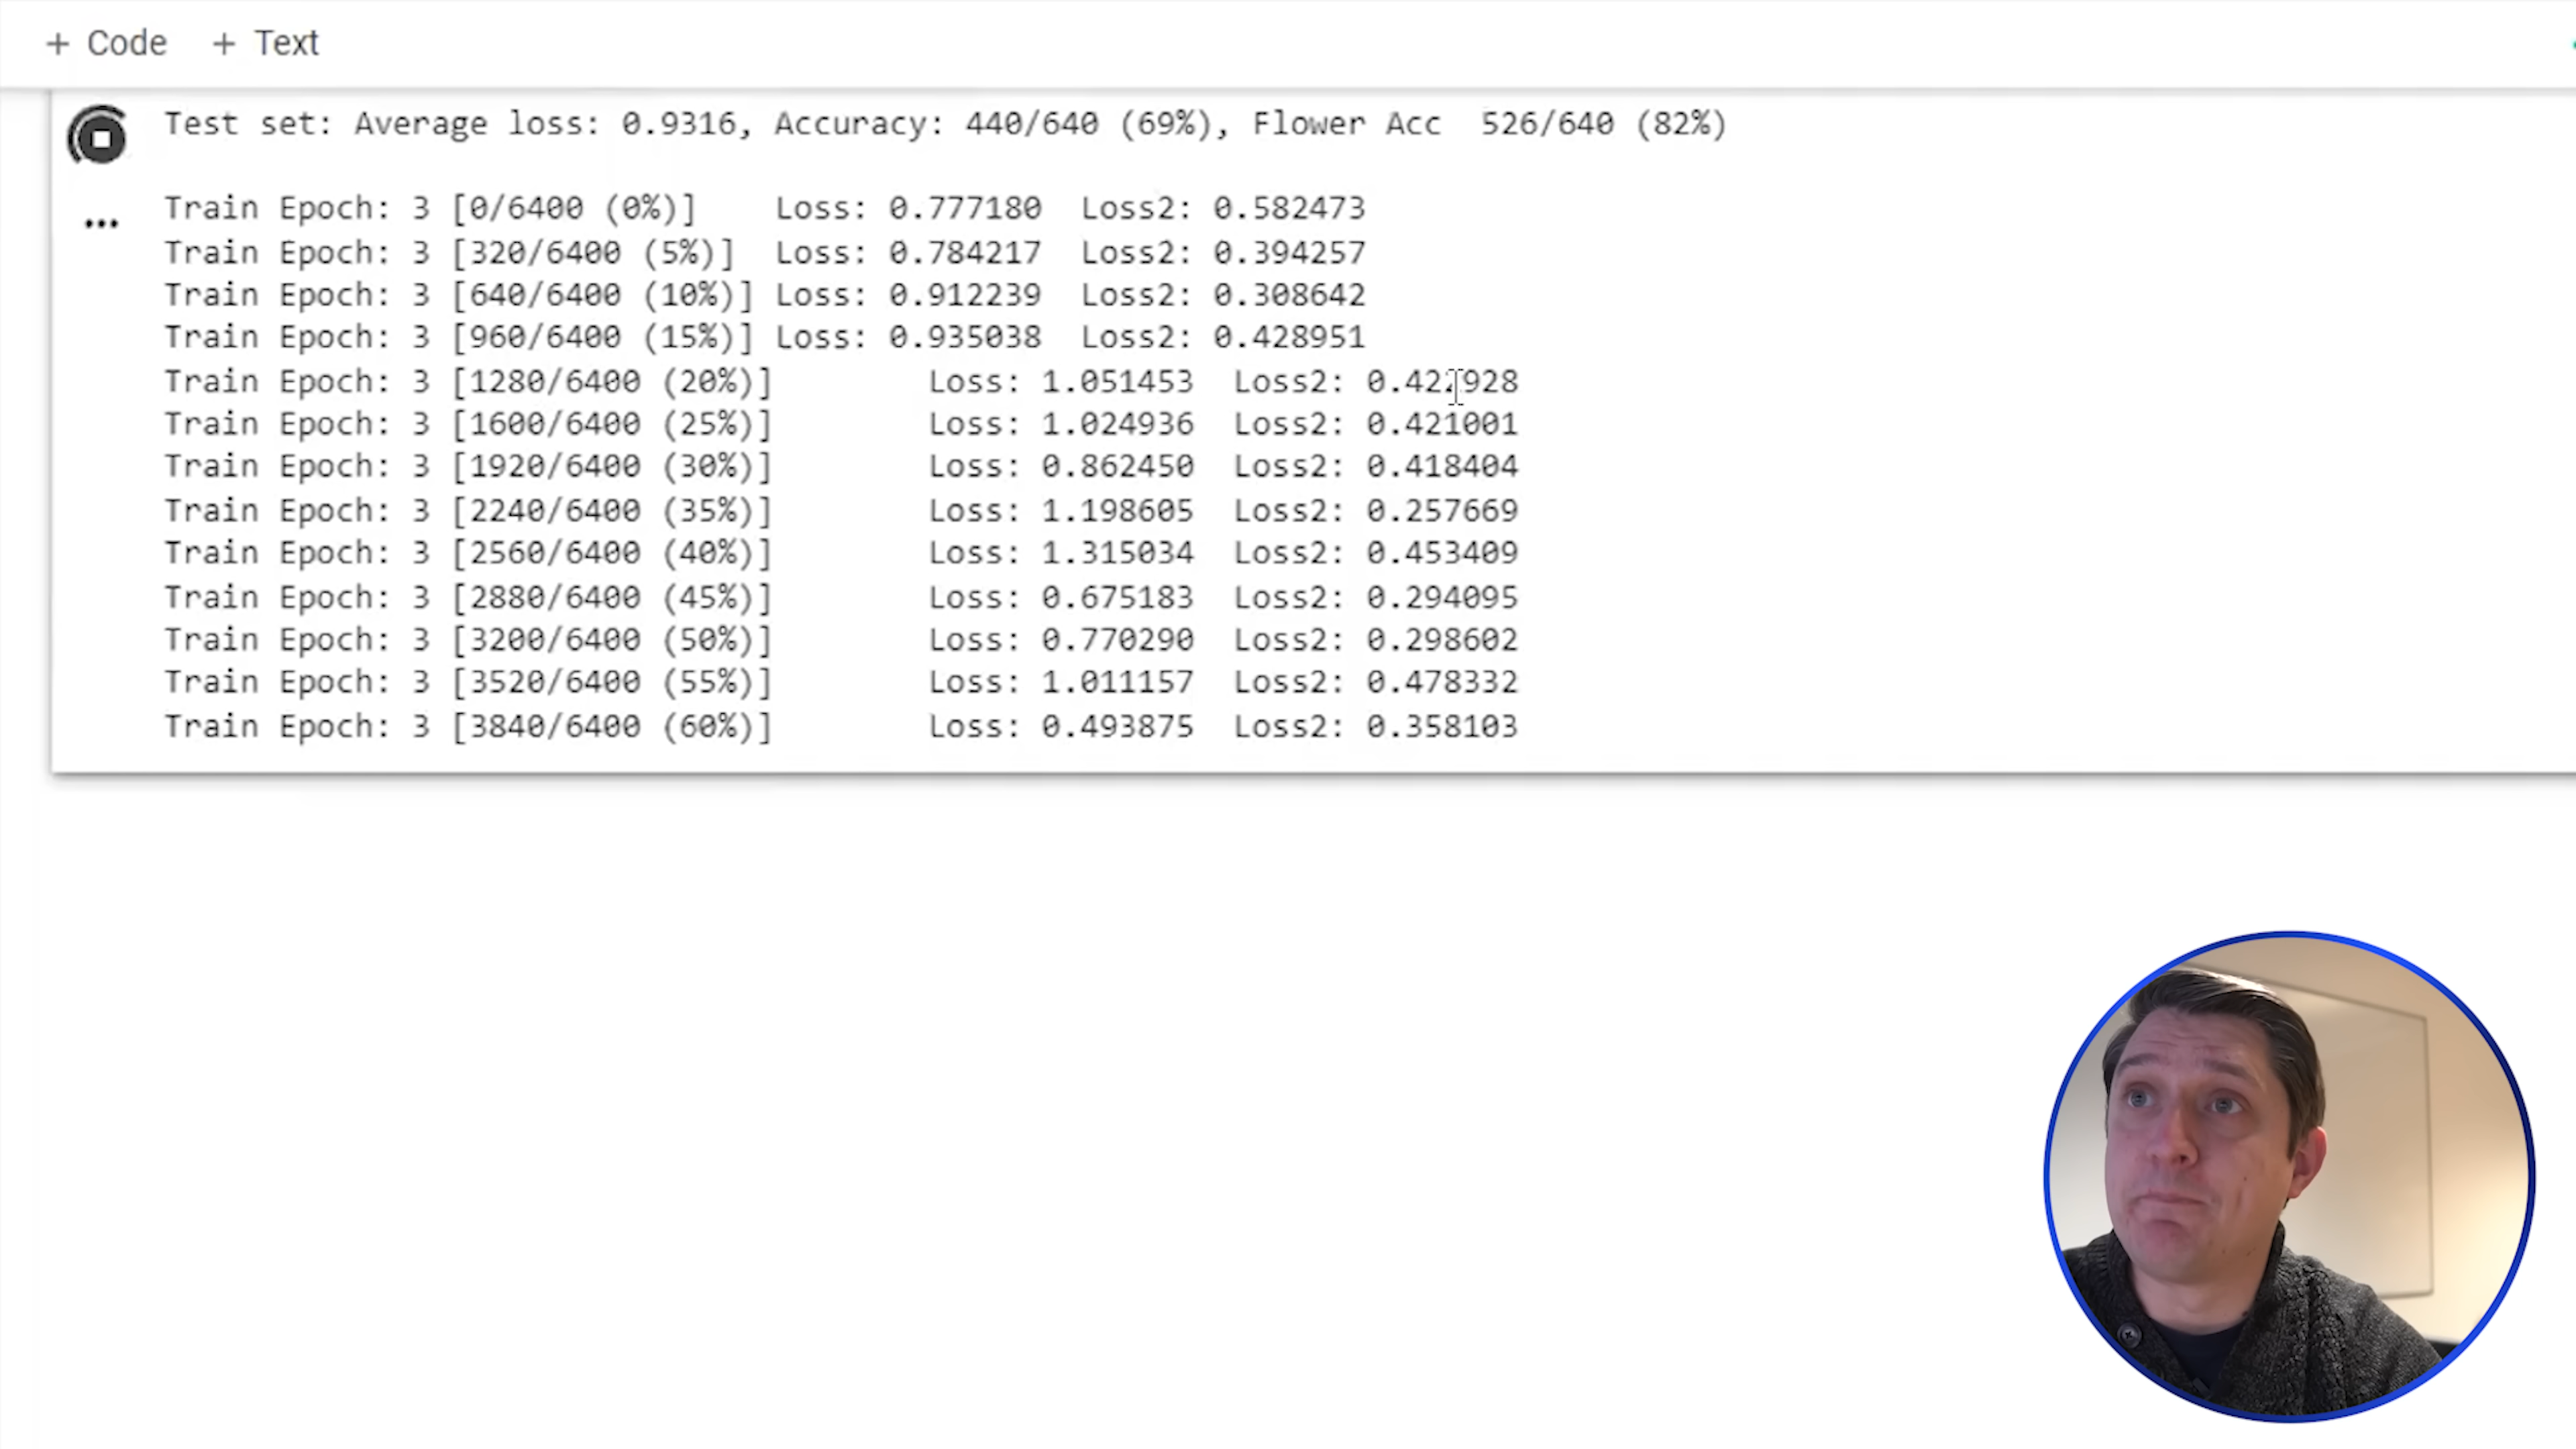 + Code + Text
Test set: Average loss: 0.9316, Accuracy: 440/640 (69%), Flower Acc 526/640 (82%)
Train Epoch: 3 [0/6400 (0%)] Loss: 0.777180 Loss2: 0.582473
Train Epoch: 3 [320/6400 (5%)] Loss: 0.784217 Loss2: 0.394257
Train Epoch: 3 [640/6400 (10%)] Loss: 0.912239 Loss2: 0.308642
Train Epoch: 3 [960/6400 (15%)] Loss: 0.935038 Loss2: 0.428951
Train Epoch: 3 [1280/6400 (20%)] Loss: 1.051453 Loss2: 0.422928
Train Epoch: 3 [1600/6400 (25%)] Loss: 1.024936 Loss2: 0.421001
Train Epoch: 3 [1920/6400 (30%)] Loss: 0.862450 Loss2: 0.418404
Train Epoch: 3 [2240/6400 (35%)] Loss: 1.198605 Loss2: 0.257669
Train Epoch: 3 [2560/6400 (40%)] Loss: 1.315034 Loss2: 0.453409
Train Epoch: 3 [2880/6400 (45%)] Loss: 0.675183 Loss2: 0.294095
Train Epoch: 3 [3200/6400 (50%)] Loss: 0.770290 Loss2: 0.298602
Train Epoch: 3 [3520/6400 (55%)] Loss: 1.011157 Loss2: 0.478332
Train Epoch: 3 [3840/6400 (60%)] Loss: 0.493875 Loss2: 0.358103